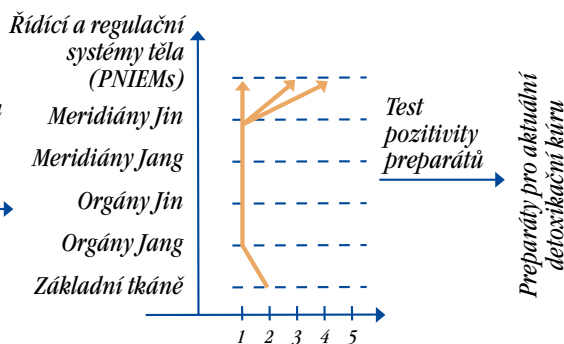 Řídící a regulační
systémy těla
(PNIEMs)
Meridiány Jin
Meridiány Jang
Orgány Jin
Orgány Jang
Základní tkáně
1 2 3 4 5
Test
pozitivity
preparátů
Preparáty pro aktuální
detoxikační kúru